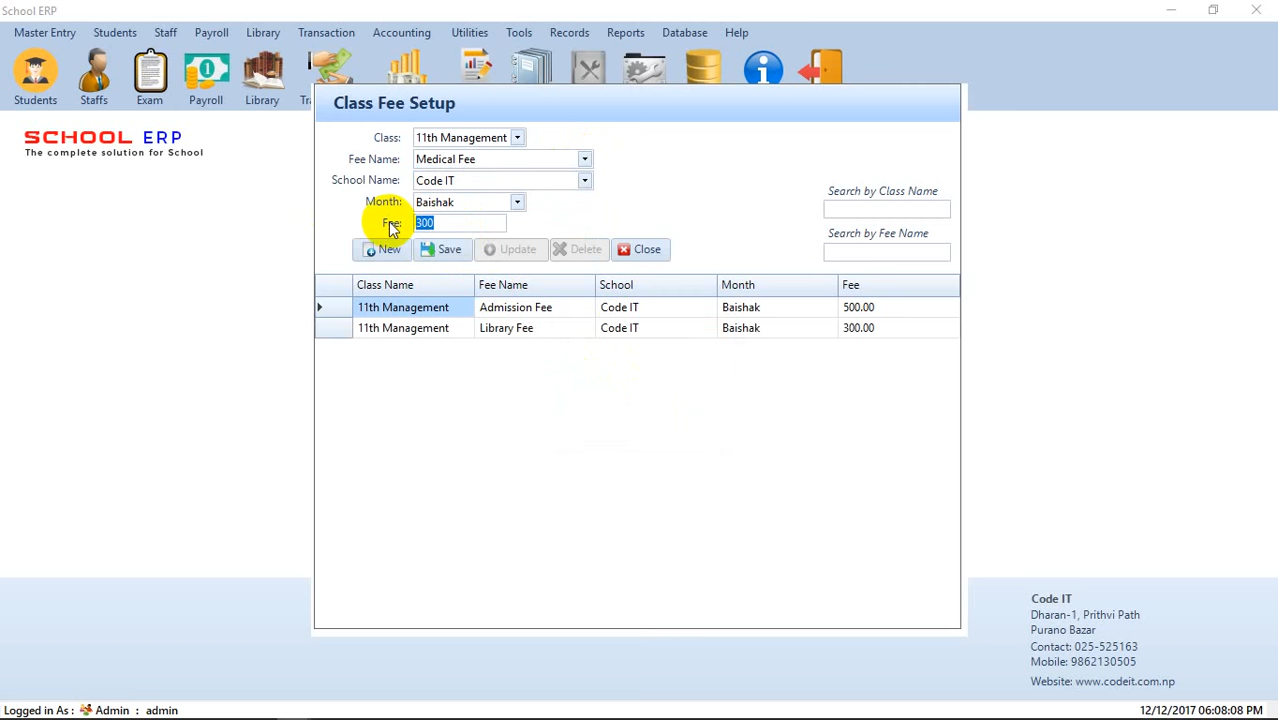 School ERP
Master Entry Students Staff Payroll Library Transaction Accounting Utilities Tools Records Reports Database Help
Students Staffs Exam Payroll Library
SCHOOL ERP
The complete solution for School
Class Fee Setup
Class: 11th Management
Fee Name: Medical Fee
School Name: Code IT
Month: Baishak
Fee: 300
Search by Class Name
Search by Fee Name
New Save Update Delete Close
Class Name Fee Name School Month Fee
11th Management Admission Fee Code IT Baishak 500.00
11th Management Library Fee Code IT Baishak 300.00
Code IT
Dharan-1, Prithvi Path
Purano Bazar
Contact: 025-525163
Mobile: 9862130505
Website: www.codeit.com.np
Logged in As : Admin : admin 12/12/2017 06:08:08 PM